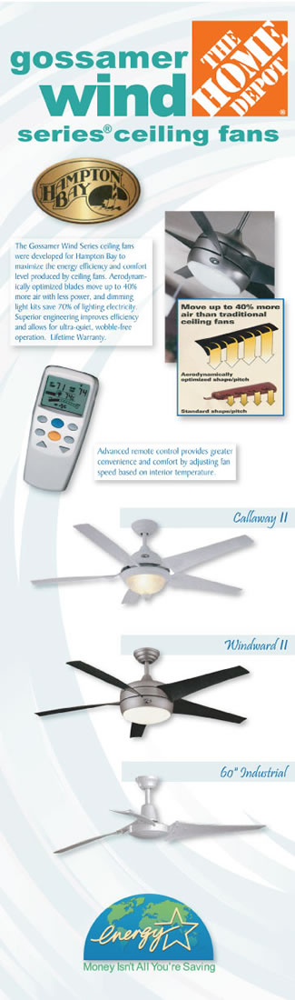 gossamer
wind
series® ceiling fans
THE
HOME
DEPOT
®
HAMPTON
BAY
The Gossamer Wind Series ceiling fans
were developed for Hampton Bay to
maximize the energy efficiency and comfort
level produced by ceiling fans. Aerodynam-
ically optimized blades move up to 40%
more air with less power, and dimming
light kits save 70% of lighting electricity.
Superior engineering improves efficiency
and allows for ultra-quiet, wobble-free
operation. Lifetime Warranty.
Move up to 40% more
air than traditional
ceiling fans
Aerodynamically
optimized shape/pitch
Standard shape/pitch
71 74
Advanced remote control provides greater
convenience and comfort by adjusting fan
speed based on interior temperature.
Callaway II
Windward II
60" Industrial
energy
Money Isn't All You're Saving